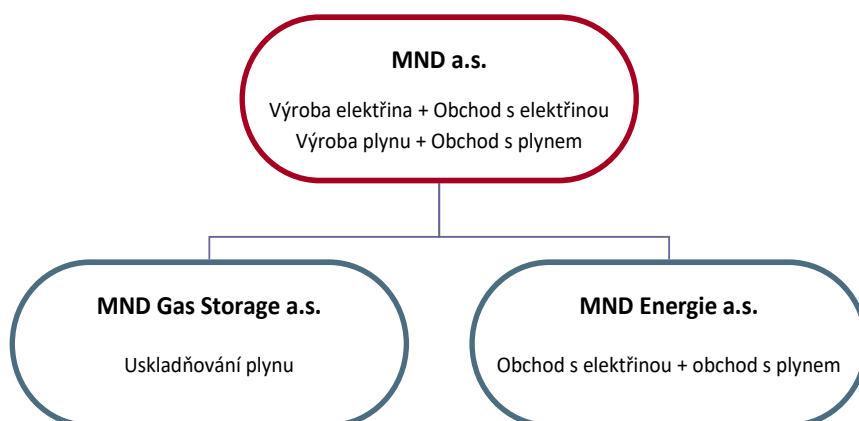 MND a.s.
Výroba elektřina + Obchod s elektřinou
Výroba plynu + Obchod s plynem
MND Gas Storage a.s.
Uskladňování plynu
MND Energie a.s.
Obchod s elektřinou + obchod s plynem